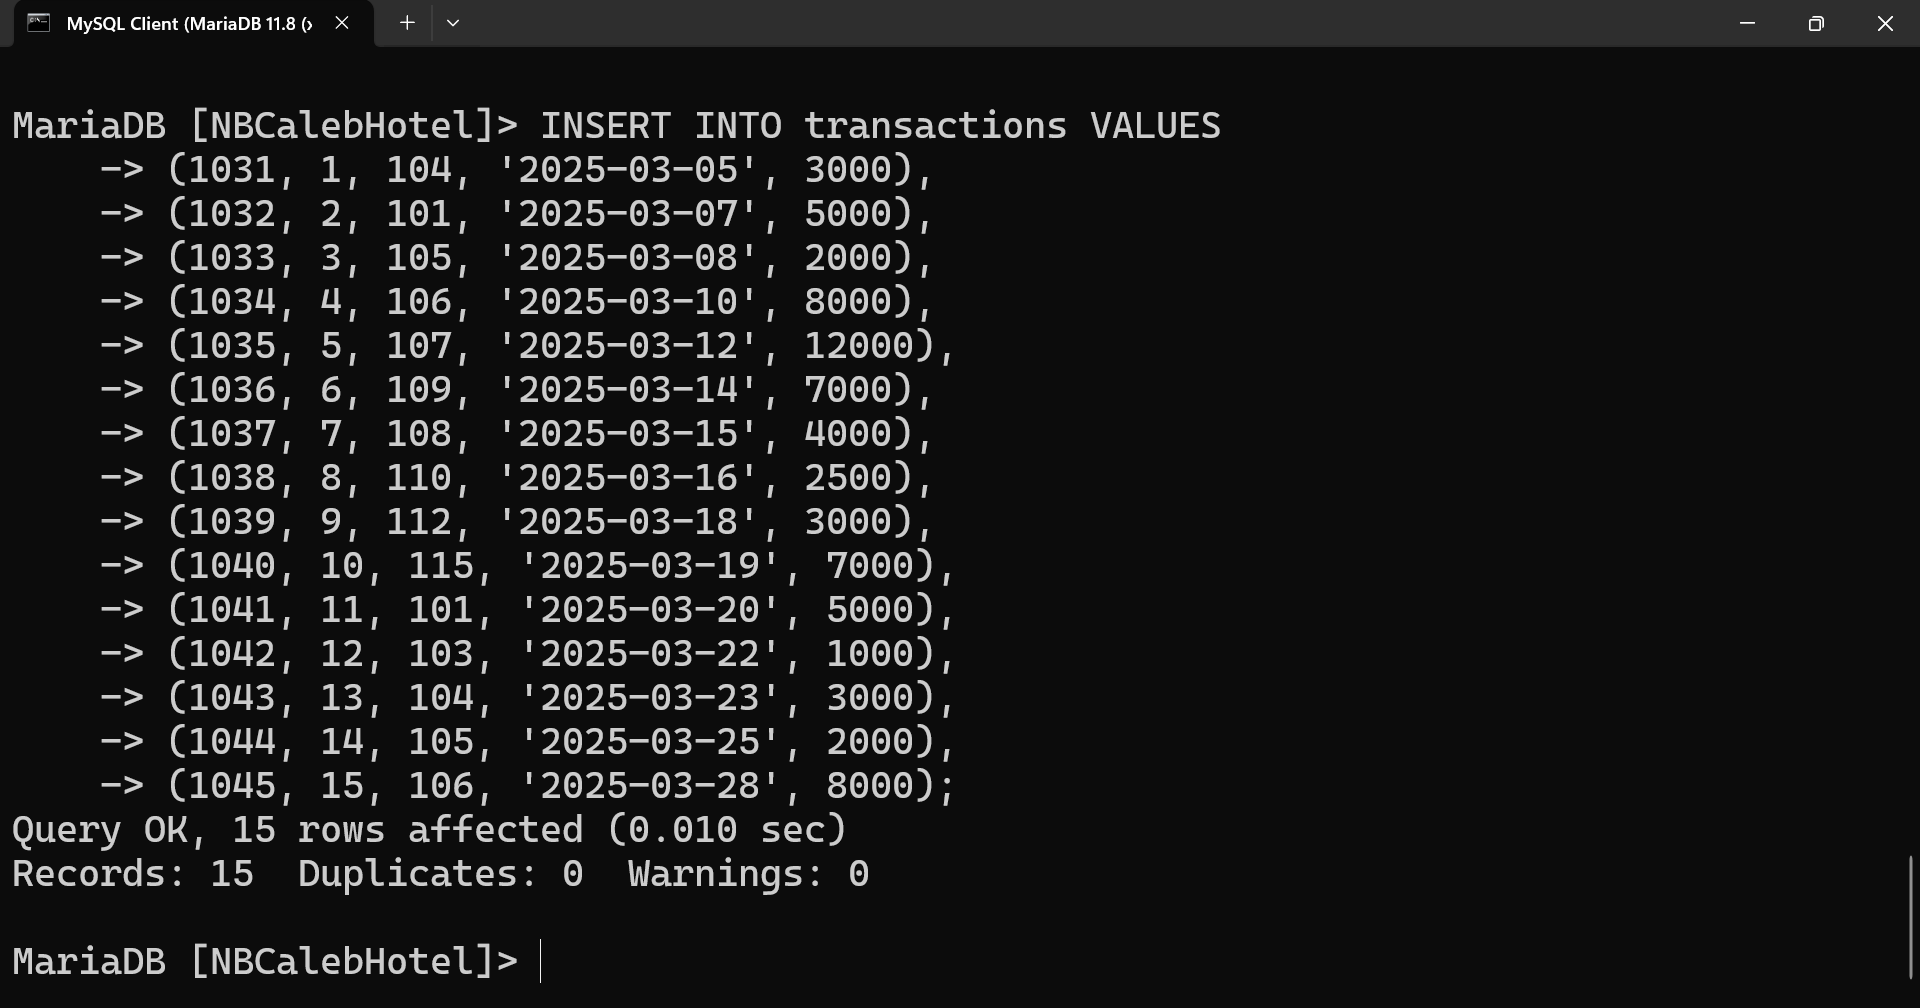 MySQL Client (MariaDB 11.8 (x
MariaDB [NBCalebHotel]> INSERT INTO transactions VALUES
    -> (1031, 1, 104, '2025-03-05', 3000),
    -> (1032, 2, 101, '2025-03-07', 5000),
    -> (1033, 3, 105, '2025-03-08', 2000),
    -> (1034, 4, 106, '2025-03-10', 8000),
    -> (1035, 5, 107, '2025-03-12', 12000),
    -> (1036, 6, 109, '2025-03-14', 7000),
    -> (1037, 7, 108, '2025-03-15', 4000),
    -> (1038, 8, 110, '2025-03-16', 2500),
    -> (1039, 9, 112, '2025-03-18', 3000),
    -> (1040, 10, 115, '2025-03-19', 7000),
    -> (1041, 11, 101, '2025-03-20', 5000),
    -> (1042, 12, 103, '2025-03-22', 1000),
    -> (1043, 13, 104, '2025-03-23', 3000),
    -> (1044, 14, 105, '2025-03-25', 2000),
    -> (1045, 15, 106, '2025-03-28', 8000);
Query OK, 15 rows affected (0.010 sec)
Records: 15  Duplicates: 0  Warnings: 0
MariaDB [NBCalebHotel]>